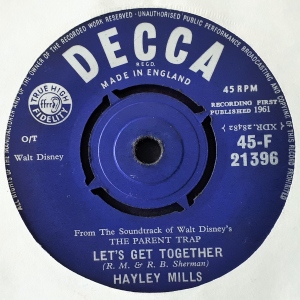 ALL RIGHTS OF THE MANUFACTURER AND OF THE OWNER OF THE RECORDED WORK RESERVED · UNAUTHORISED PUBLIC PERFORMANCE BROADCASTING AND COPYING OF THIS RECORD PROHIBITED
DECCA
REGD.
MADE IN ENGLAND
TRUE HIGH
ffrr
FIDELITY
45 RPM
RECORDING FIRST
PUBLISHED 1961
O/T
Walt Disney
45-F
21396
From The Soundtrack of Walt Disney's
THE PARENT TRAP
LET'S GET TOGETHER
(R. M. & R. B. Sherman)
HAYLEY MILLS